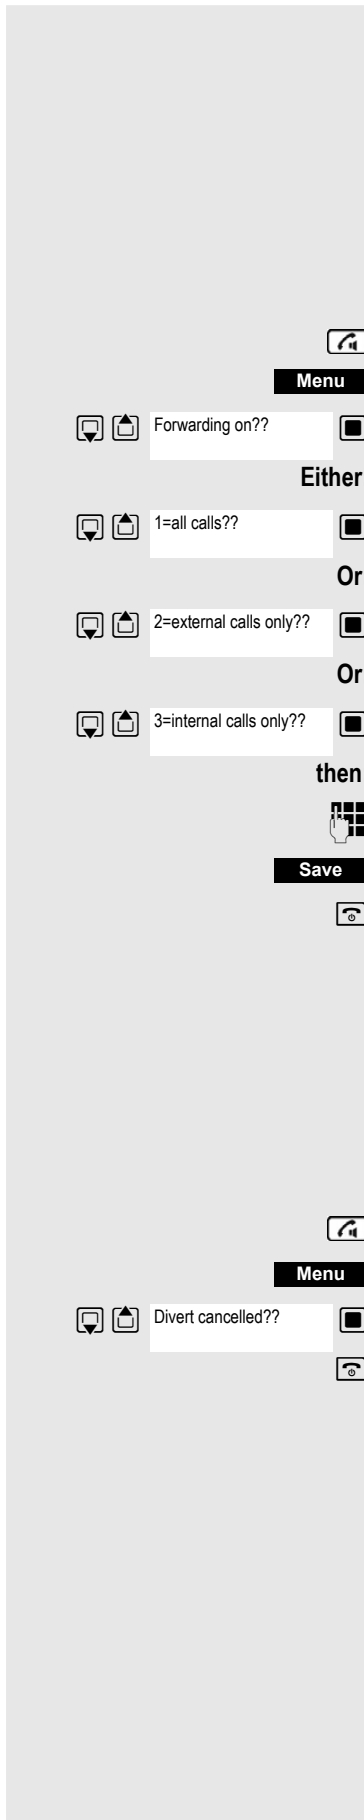 Menu
Forwarding on??
Either
1=all calls??
Or
2=external calls only??
Or
3=internal calls only??
then
Save
Menu
Divert cancelled??